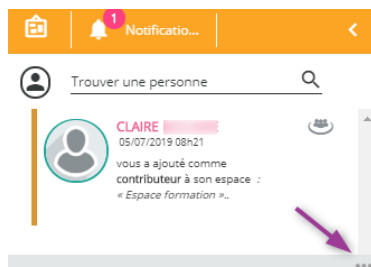 1
Notificatio...
Trouver une personne
CLAIRE
05/07/2019 08h21
vous a ajouté comme
contributeur à son espace :
« Espace formation »..